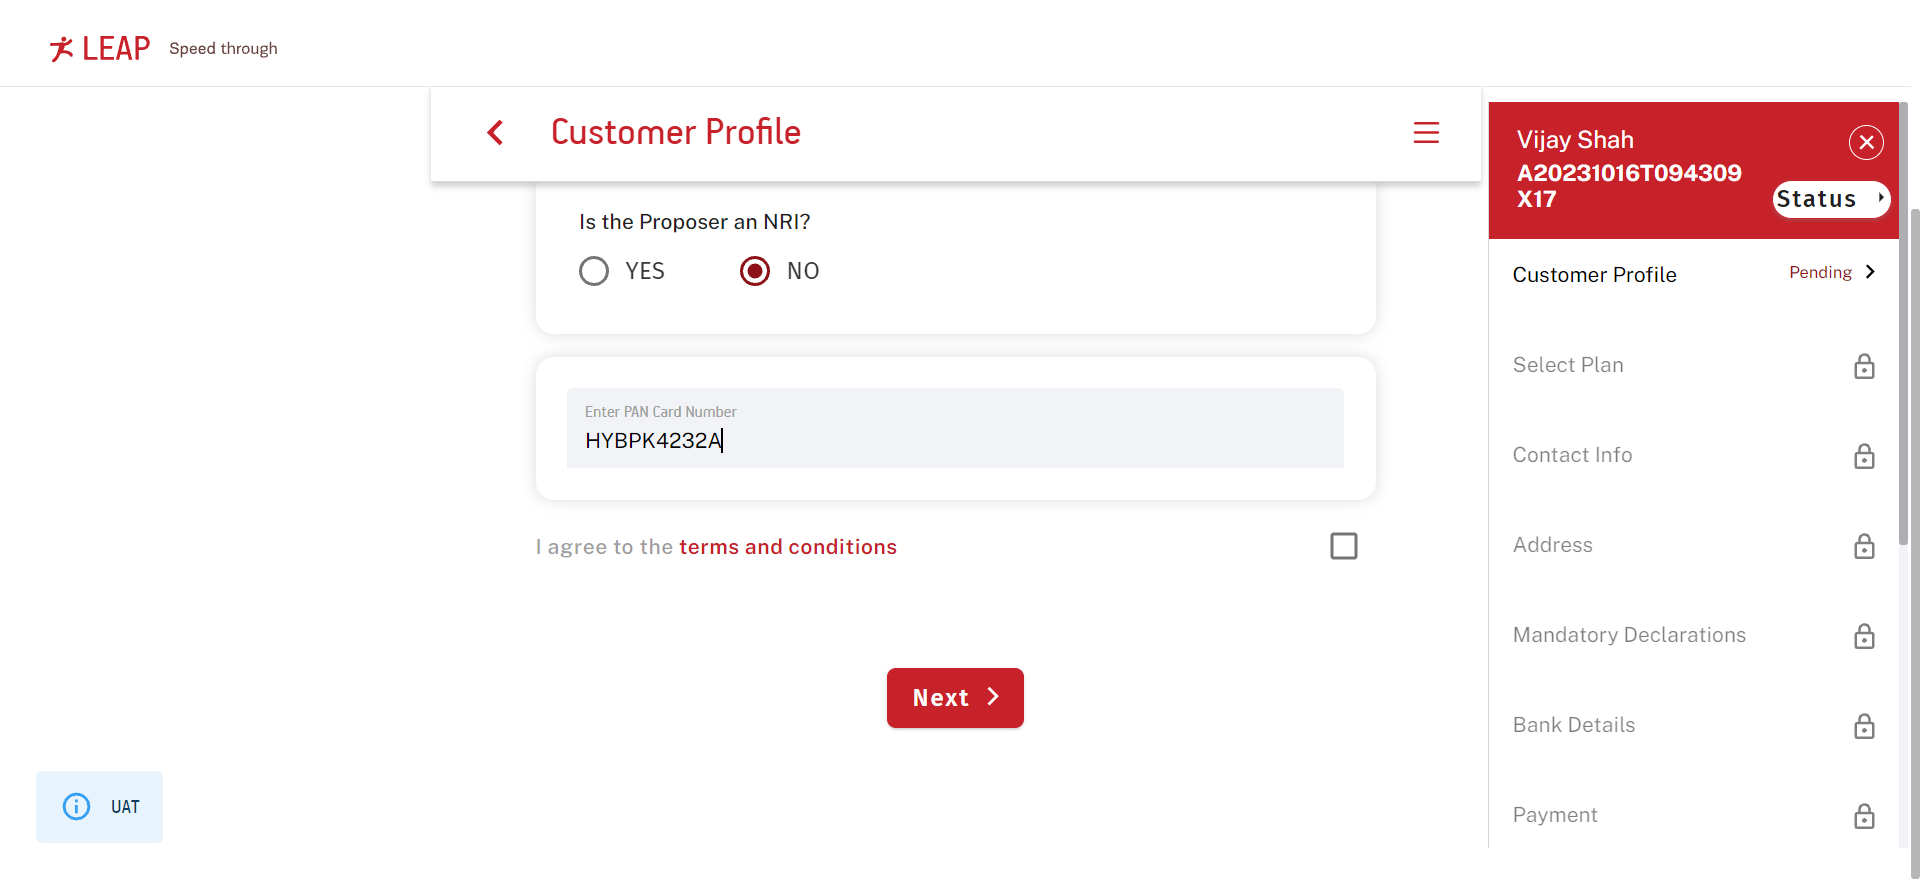 LEAP Speed through
Customer Profile
Is the Proposer an NRI?
YES NO
Enter PAN Card Number
HYBPK4232A
I agree to the terms and conditions
Next
UAT
Vijay Shah
A20231016T094309
X17
Status
Customer Profile Pending
Select Plan
Contact Info
Address
Mandatory Declarations
Bank Details
Payment